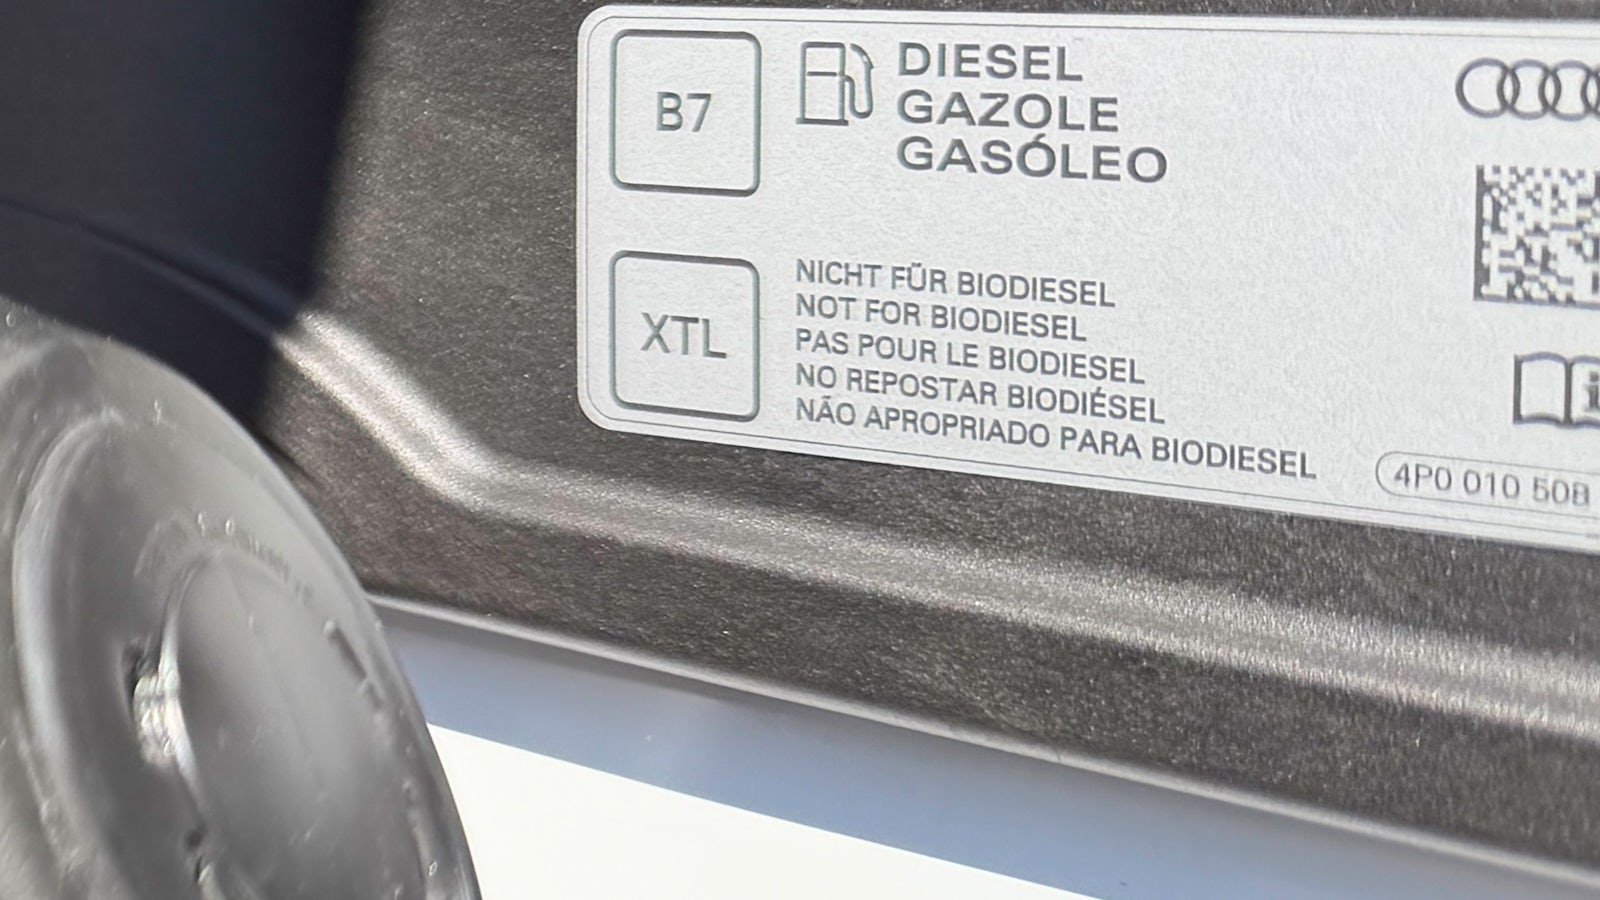 B7
DIESEL
GAZOLE
GASÓLEO
XTL
NICHT FÜR BIODIESEL
NOT FOR BIODIESEL
PAS POUR LE BIODIESEL
NO REPOSTAR BIODIÉSEL
NÃO APROPRIADO PARA BIODIESEL
4P0 010 508